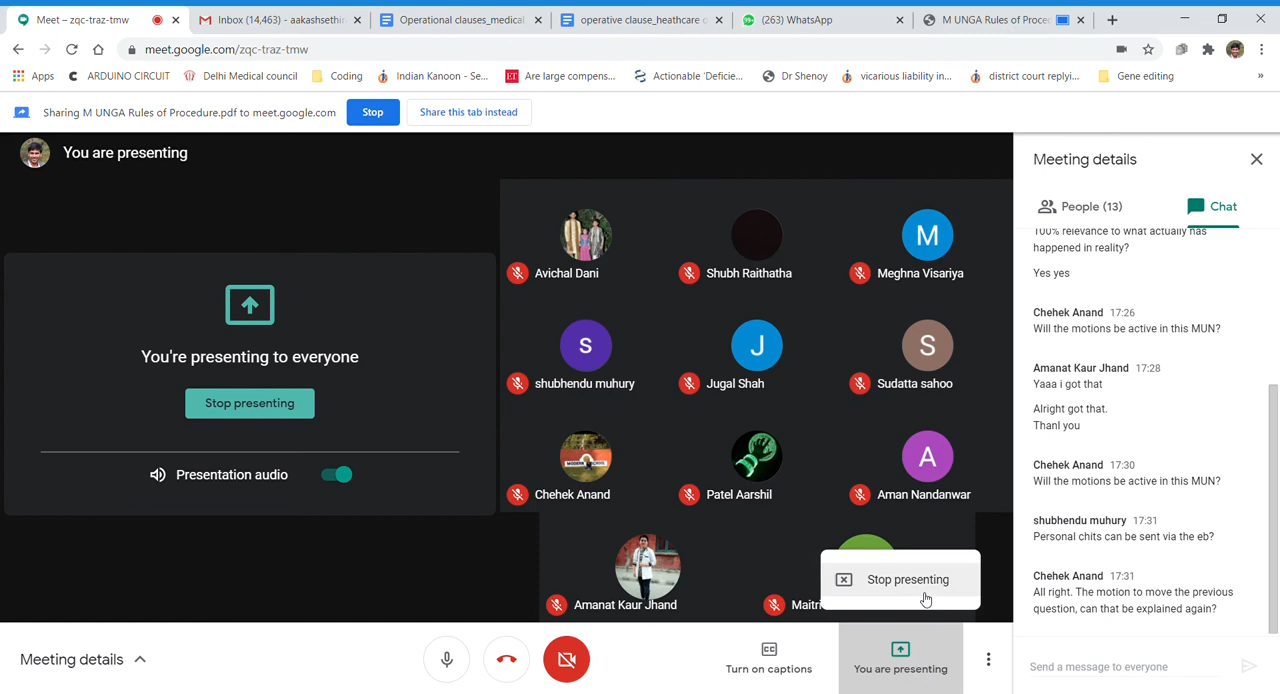 Meet – zqc-traz-tmw
Inbox (14,463) - aakashsethin
Operational clauses_medical
operative clause_heathcare c
(263) WhatsApp
M UNGA Rules of Proced
meet.google.com/zqc-traz-tmw
Apps
ARDUINO CIRCUIT
Delhi Medical council
Coding
Indian Kanoon - Se...
ET
Are large compens...
Actionable 'Deficie...
Dr Shenoy
vicarious liability in...
district court replyi...
Gene editing
»
Sharing M UNGA Rules of Procedure.pdf to meet.google.com
Stop
Share this tab instead
You are presenting
You're presenting to everyone
Stop presenting
Presentation audio
Avichal Dani
Shubh Raithatha
M
Meghna Visariya
s
shubhendu muhury
J
Jugal Shah
S
Sudatta sahoo
Chehek Anand
Patel Aarshil
A
Aman Nandanwar
Amanat Kaur Jhand
Stop presenting
Meeting details
People (13)
Chat
100% relevance to what actually has
happened in reality?
Yes yes
Chehek Anand 17:26
Will the motions be active in this MUN?
Amanat Kaur Jhand 17:28
Yaaa i got that
Alright got that.
Thanl you
Chehek Anand 17:30
Will the motions be active in this MUN?
shubhendu muhury 17:31
Personal chits can be sent via the eb?
Chehek Anand 17:31
All right. The motion to move the previous
question, can that be explained again?
Send a message to everyone
Meeting details
CC
Turn on captions
You are presenting